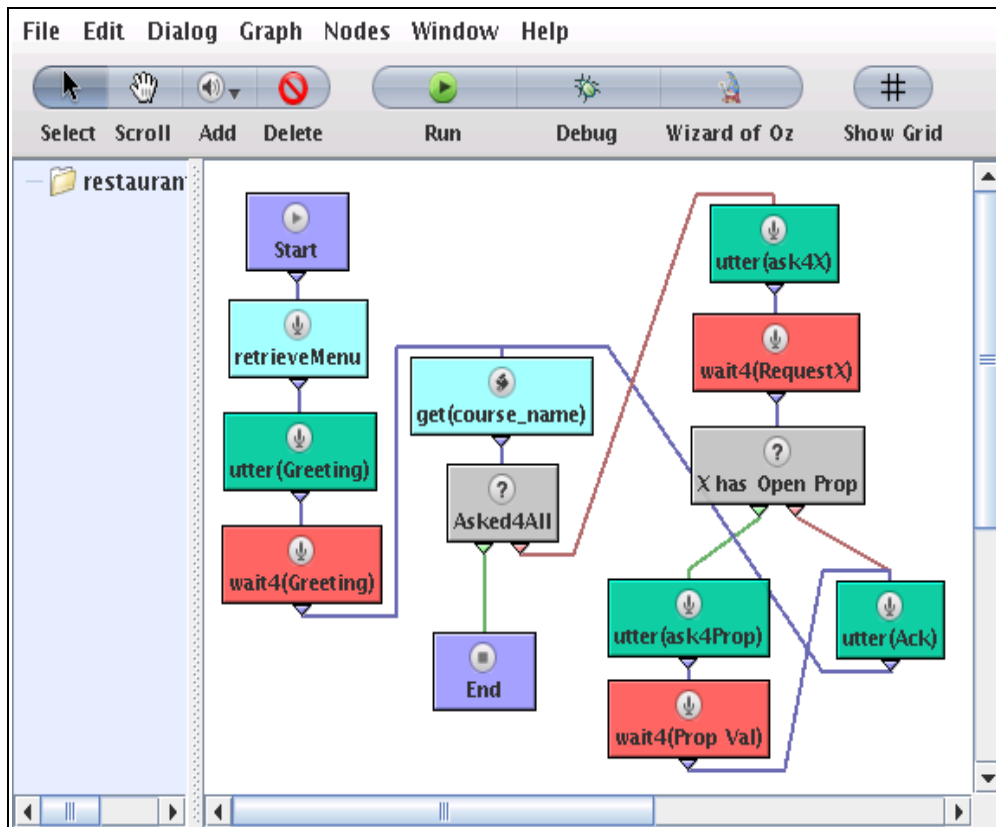 File Edit Dialog Graph Nodes Window Help
Select Scroll Add Delete Run Debug Wizard of Oz Show Grid
restauran
Start
retrieveMenu
utter(Greeting)
wait4(Greeting)
get(course_name)
Asked4All
End
utter(ask4X)
wait4(RequestX)
X has Open Prop
utter(ask4Prop)
wait4(Prop Val)
utter(Ack)